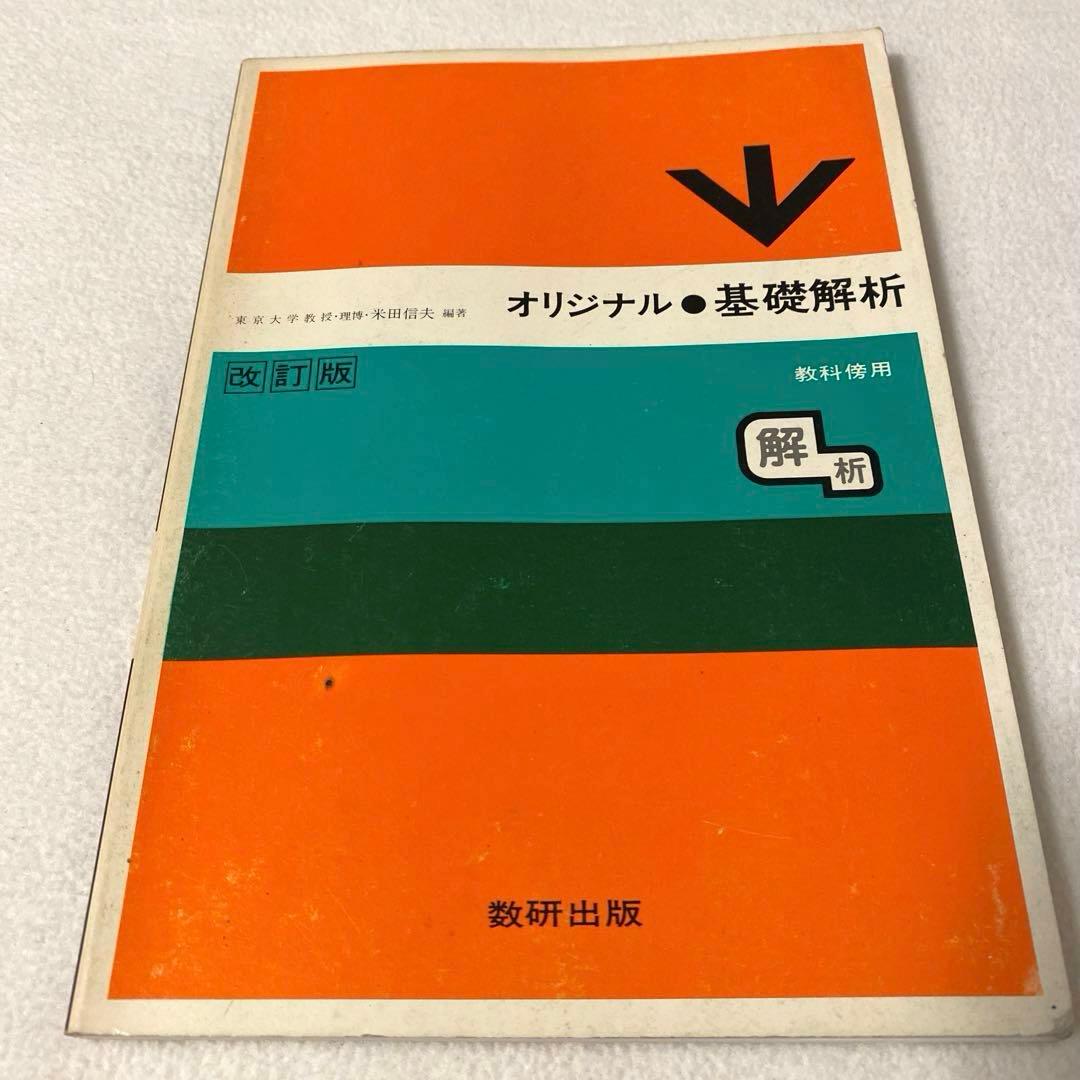 オリジナル●基礎解析
東京大学教授・理博・米田信夫 編著
改訂版
教科傍用
解析
数研出版